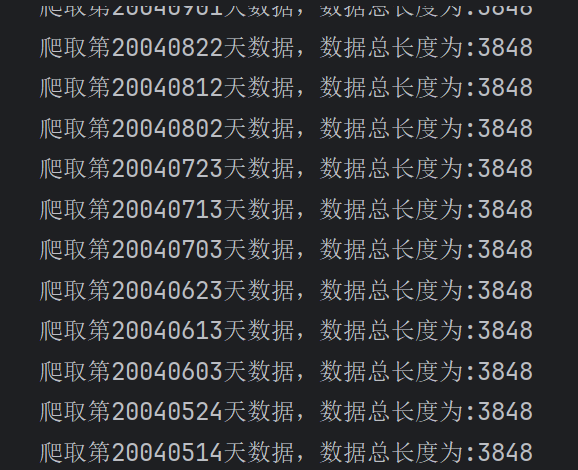 爬取第20040901天数据，数据总长度为:3848
爬取第20040822天数据，数据总长度为:3848
爬取第20040812天数据，数据总长度为:3848
爬取第20040802天数据，数据总长度为:3848
爬取第20040723天数据，数据总长度为:3848
爬取第20040713天数据，数据总长度为:3848
爬取第20040703天数据，数据总长度为:3848
爬取第20040623天数据，数据总长度为:3848
爬取第20040613天数据，数据总长度为:3848
爬取第20040603天数据，数据总长度为:3848
爬取第20040524天数据，数据总长度为:3848
爬取第20040514天数据，数据总长度为:3848